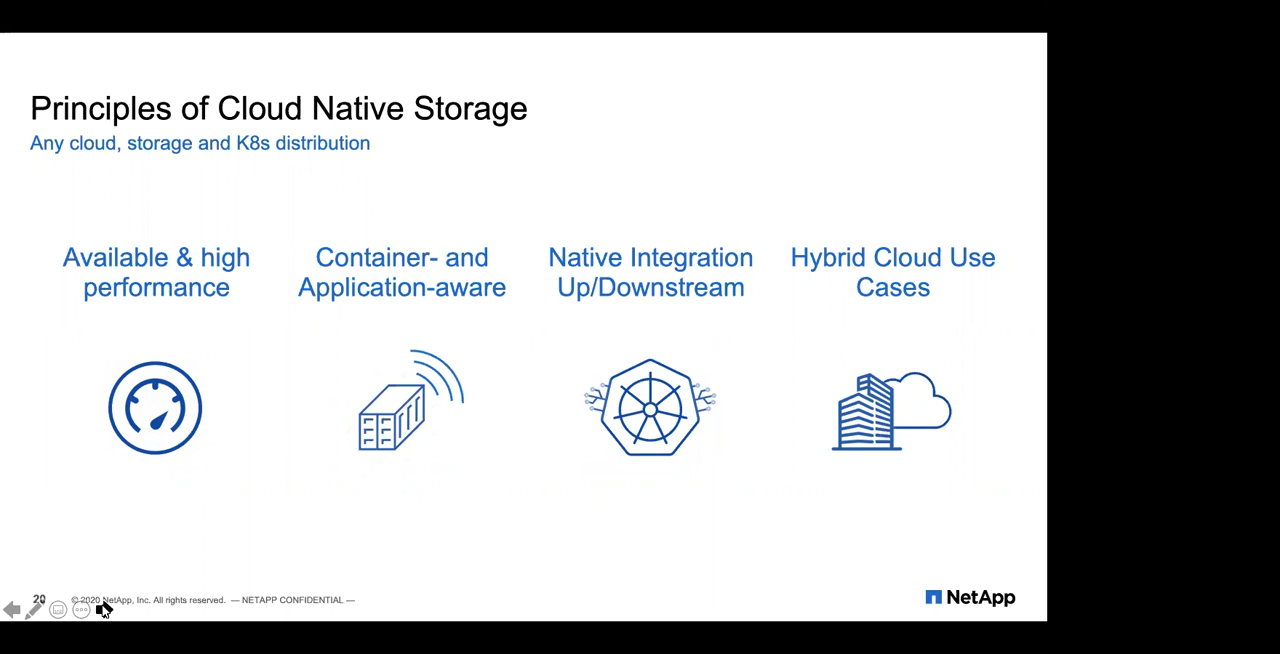 Principles of Cloud Native Storage
Any cloud, storage and K8s distribution
Available & high
performance
Container- and
Application-aware
Native Integration
Up/Downstream
Hybrid Cloud Use
Cases
20 © 2020 NetApp, Inc. All rights reserved. — NETAPP CONFIDENTIAL —
NetApp